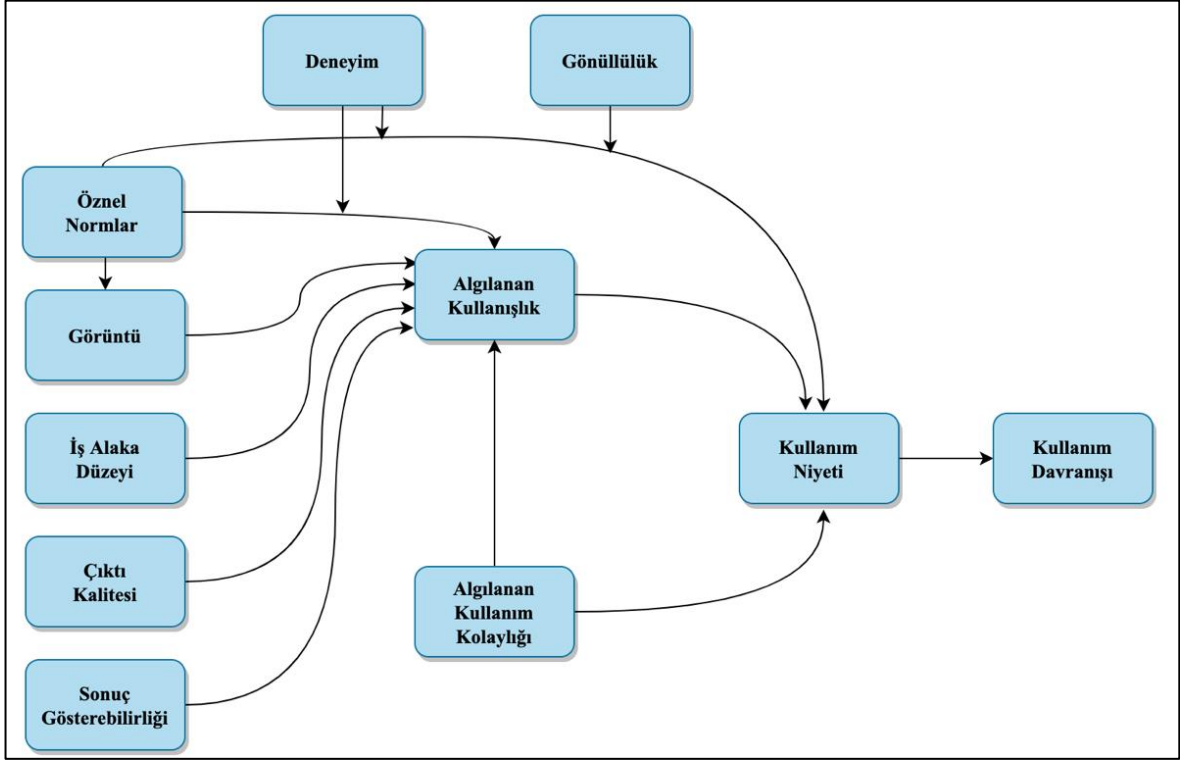 Deneyim
Gönüllülük
Öznel
Normlar
Algılanan
Kullanışlık
Görüntü
İş Alaka
Düzeyi
Kullanım
Niyeti
Kullanım
Davranışı
Çıktı
Kalitesi
Algılanan
Kullanım
Kolaylığı
Sonuç
Gösterebilirliği